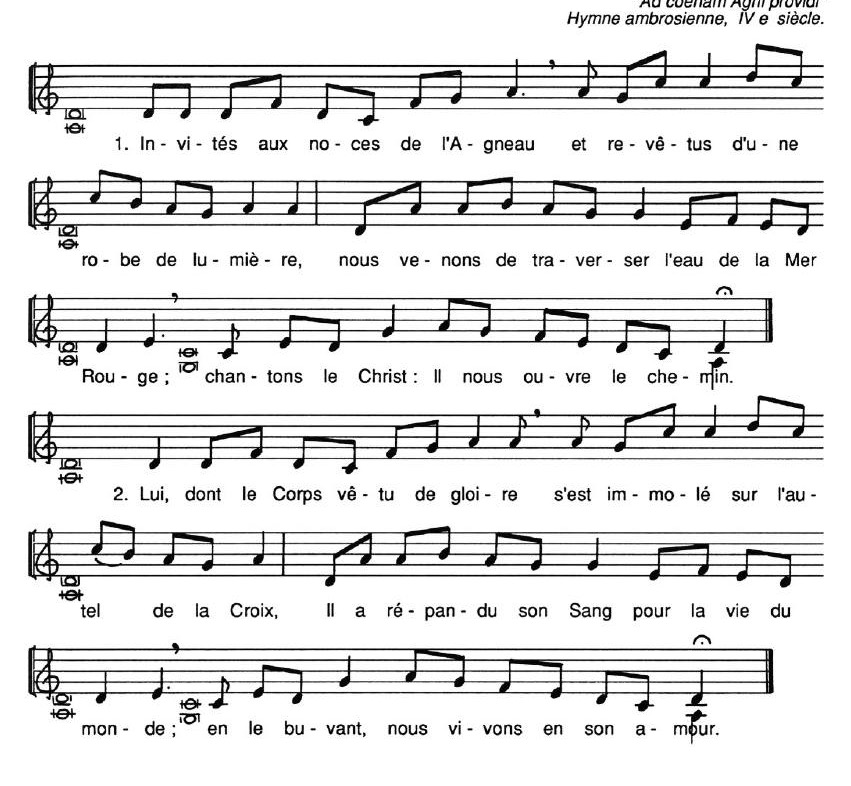 Ad coenam Agni providi"
Hymne ambrosienne, IV e siècle.
1. In - vi - tés aux no - ces de l'A - gneau et re - vê - tus d'u - ne
ro - be de lu - miè - re, nous ve - nons de tra - ver - ser l'eau de la Mer
Rou - ge ; chan - tons le Christ : Il nous ou - vre le che - min.
2. Lui, dont le Corps vê - tu de gloi - re s'est im - mo - lé sur l'au -
tel de la Croix, Il a ré - pan - du son Sang pour la vie du
mon - de ; en le bu - vant, nous vi - vons en son a - mour.